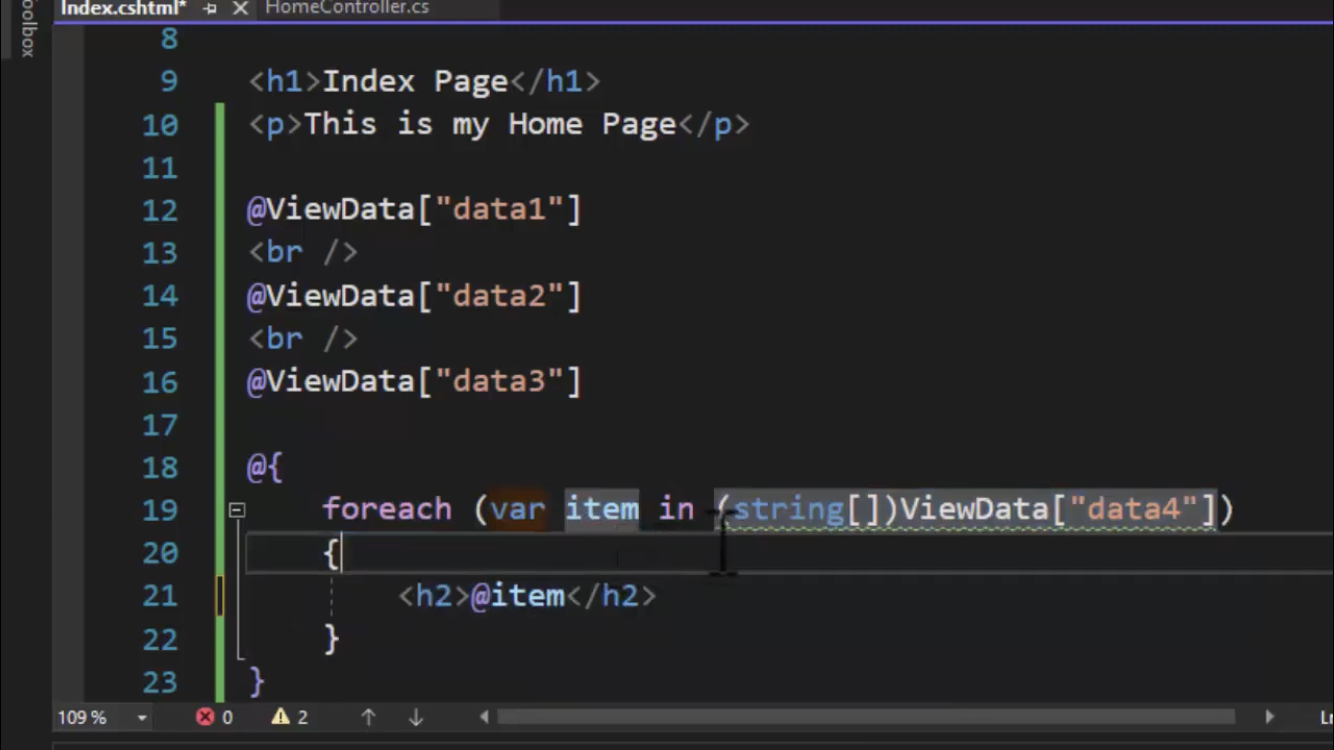 Index.cshtml* HomeController.cs
oolbox
8
9 <h1>Index Page</h1>
10 <p>This is my Home Page</p>
11
12 @ViewData["data1"]
13 <br />
14 @ViewData["data2"]
15 <br />
16 @ViewData["data3"]
17
18 @{
19 foreach (var item in (string[])ViewData["data4"])
20 {
21 <h2>@item</h2>
22 }
23 }
109 % 0 2 Ln